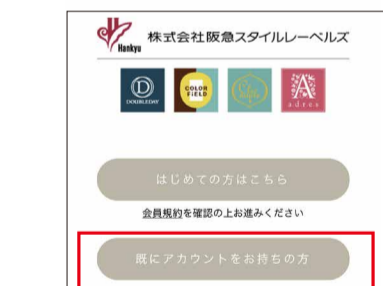 Hankyu
株式会社阪急スタイルレーベルズ
D
DOUBLEDAY
COLOR
FIELD
A
adres
はじめての方はこちら
会員規約を確認の上お進みください
既にアカウントをお持ちの方